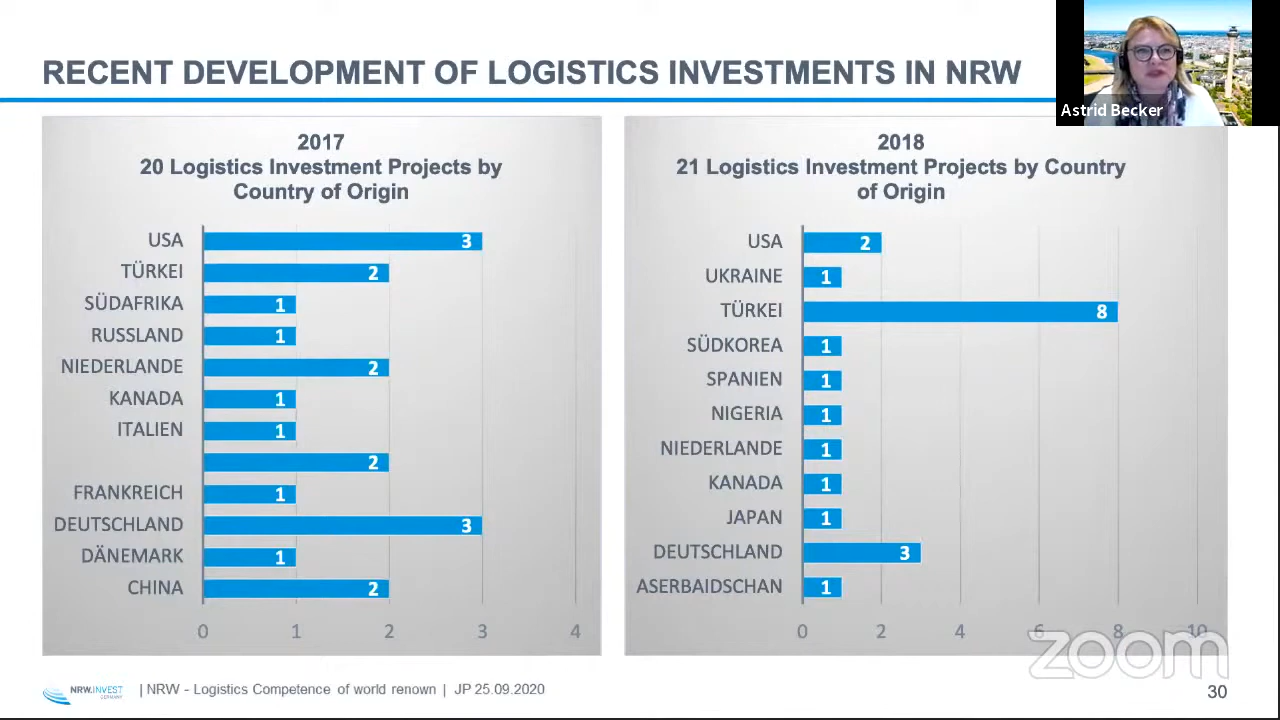 RECENT DEVELOPMENT OF LOGISTICS INVESTMENTS IN NRW
Astrid Becker
2017
20 Logistics Investment Projects by
Country of Origin
USA 3
TÜRKEI 2
SÜDAFRIKA 1
RUSSLAND 1
NIEDERLANDE 2
KANADA 1
ITALIEN 1
2
FRANKREICH 1
DEUTSCHLAND 3
DÄNEMARK 1
CHINA 2
0 1 2 3 4
2018
21 Logistics Investment Projects by Country
of Origin
USA 2
UKRAINE 1
TÜRKEI 8
SÜDKOREA 1
SPANIEN 1
NIGERIA 1
NIEDERLANDE 1
KANADA 1
JAPAN 1
DEUTSCHLAND 3
ASERBAIDSCHAN 1
0 2 4 6 8 10
zoom
NRW.INVEST
GERMANY
| NRW - Logistics Competence of world renown | JP 25.09.2020
30